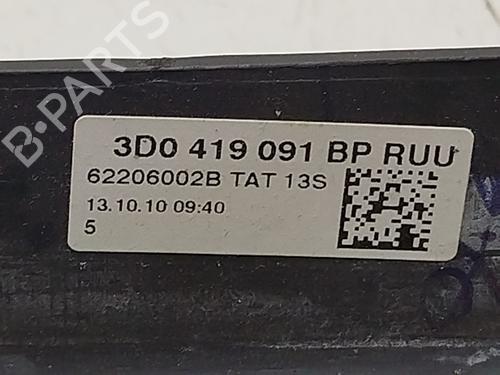 B-PARTS
3D0 419 091 BP RUU
62206002B TAT 13S
13.10.10 09:40
5